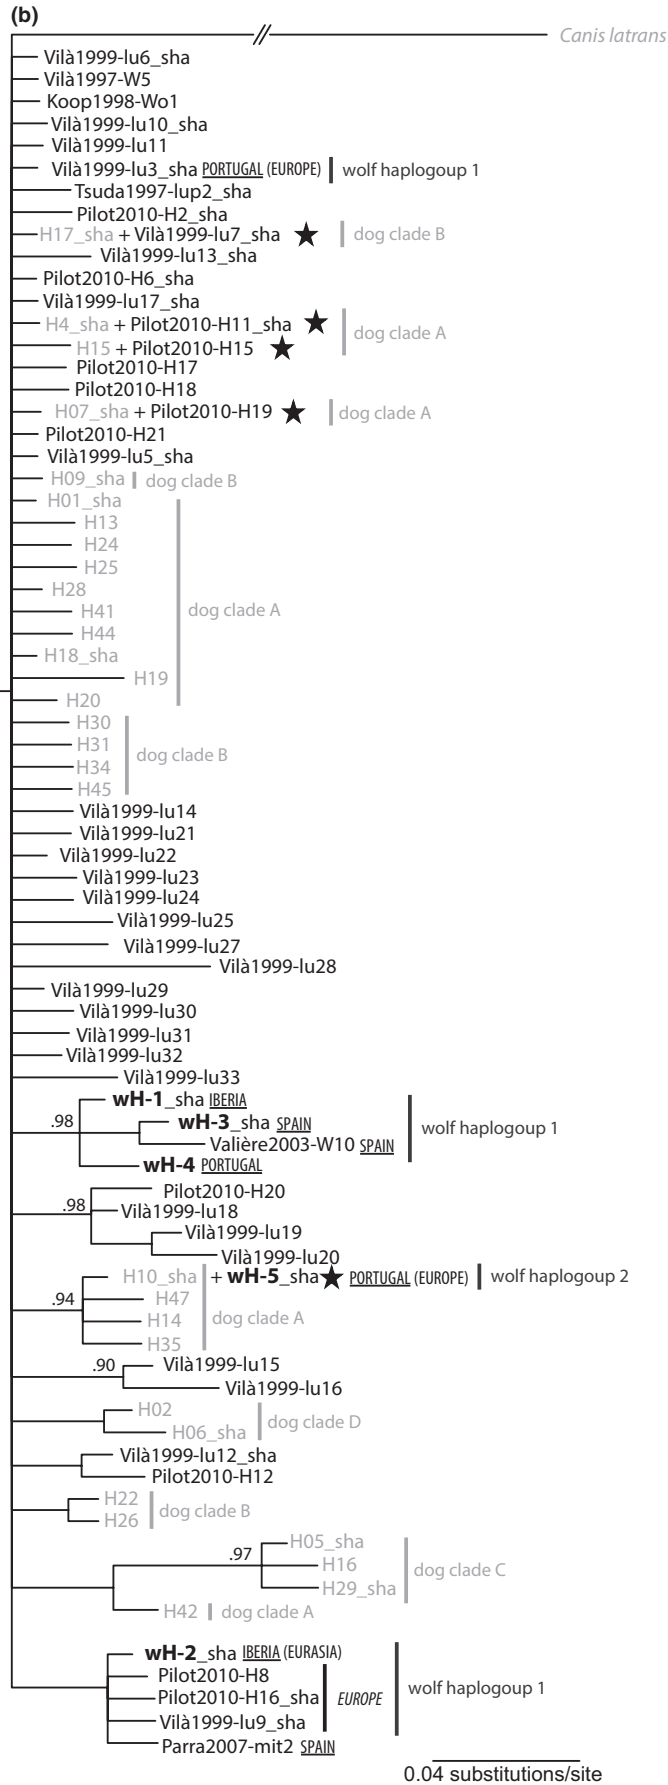 (b)
Canis latrans
Vilà1999-lu6_sha
Vilà1997-W5
Koop1998-Wo1
Vilà1999-lu10_sha
Vilà1999-lu11
Vilà1999-lu3_sha PORTUGAL (EUROPE) wolf haplogoup 1
Tsuda1997-lup2_sha
Pilot2010-H2_sha
H17_sha + Vilà1999-lu7_sha ★ dog clade B
Vilà1999-lu13_sha
Pilot2010-H6_sha
Vilà1999-lu17_sha
H4_sha + Pilot2010-H11_sha ★
dog clade A
H15 + Pilot2010-H15 ★
Pilot2010-H17
Pilot2010-H18
H07_sha + Pilot2010-H19 ★ dog clade A
Pilot2010-H21
Vilà1999-lu5_sha
H09_sha dog clade B
H01_sha
H13
H24
H25
H28
H41
dog clade A
H44
H18_sha
H19
H20
H30
H31
dog clade B
H34
H45
Vilà1999-lu14
Vilà1999-lu21
Vilà1999-lu22
Vilà1999-lu23
Vilà1999-lu24
Vilà1999-lu25
Vilà1999-lu27
Vilà1999-lu28
Vilà1999-lu29
Vilà1999-lu30
Vilà1999-lu31
Vilà1999-lu32
Vilà1999-lu33
wH-1_sha IBERIA
.98
wH-3_sha SPAIN
wolf haplogoup 1
Valière2003-W10 SPAIN
wH-4 PORTUGAL
Pilot2010-H20
.98
Vilà1999-lu18
Vilà1999-lu19
Vilà1999-lu20
H10_sha + wH-5_sha ★ PORTUGAL (EUROPE) wolf haplogoup 2
.94
H47
H14
dog clade A
H35
.90
Vilà1999-lu15
Vilà1999-lu16
H02
dog clade D
H06_sha
Vilà1999-lu12_sha
Pilot2010-H12
H22
dog clade B
H26
H05_sha
.97
H16
dog clade C
H29_sha
H42 dog clade A
wH-2_sha IBERIA (EURASIA)
Pilot2010-H8
wolf haplogoup 1
Pilot2010-H16_sha EUROPE
Vilà1999-lu9_sha
Parra2007-mit2 SPAIN
0.04 substitutions/site